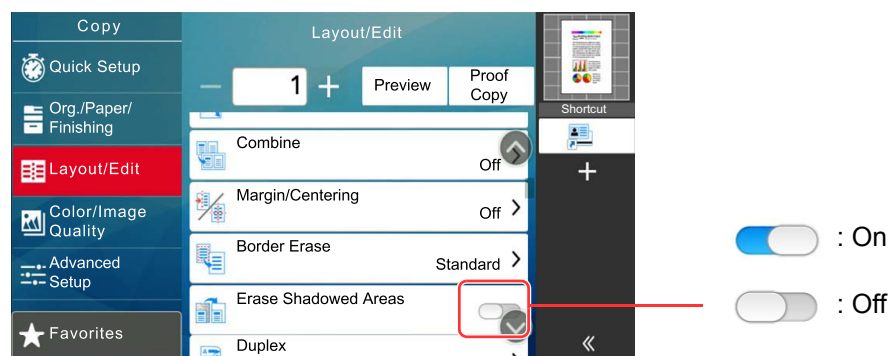 Copy
Quick Setup
Org./Paper/
Finishing
Layout/Edit
Color/Image
Quality
Advanced
Setup
Favorites
Layout/Edit
1
Preview
Proof
Copy
Combine
Off
Margin/Centering
Off
Border Erase
Standard
Erase Shadowed Areas
Duplex
Shortcut
: On
: Off